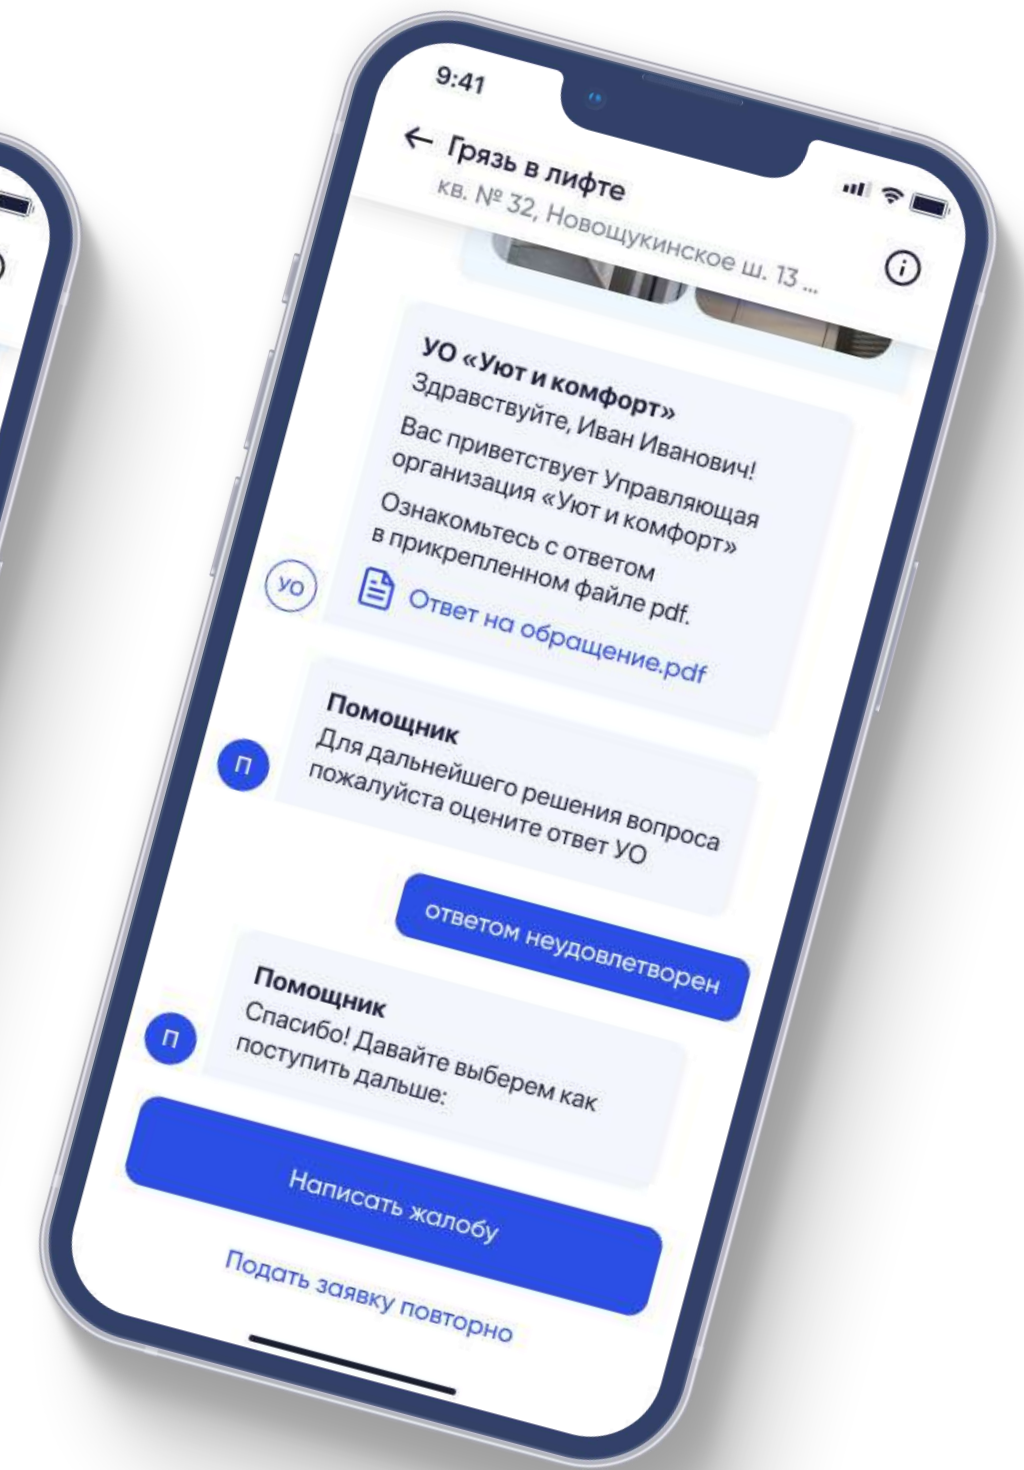 9:41
Грязь в лифте
кв. № 32, Новощукинское ш. 13 ...
УО «Уют и комфорт»
Здравствуйте, Иван Иванович!
Вас приветствует Управляющая
организация «Уют и комфорт»
Ознакомьтесь с ответом
в прикрепленном файле pdf.
УО
Ответ на обращение.pdf
Помощник
П
Для дальнейшего решения вопроса
пожалуйста оцените ответ УО
ответом неудовлетворен
Помощник
П
Спасибо! Давайте выберем как
поступить дальше:
Написать жалобу
Подать заявку повторно